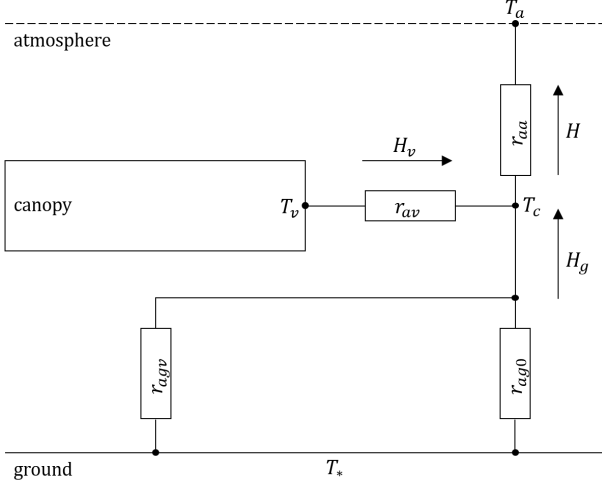 T_a
atmosphere
r_aa
H
H_v
canopy
T_v
r_av
T_c
H_g
r_agv
r_ag0
ground
T_*